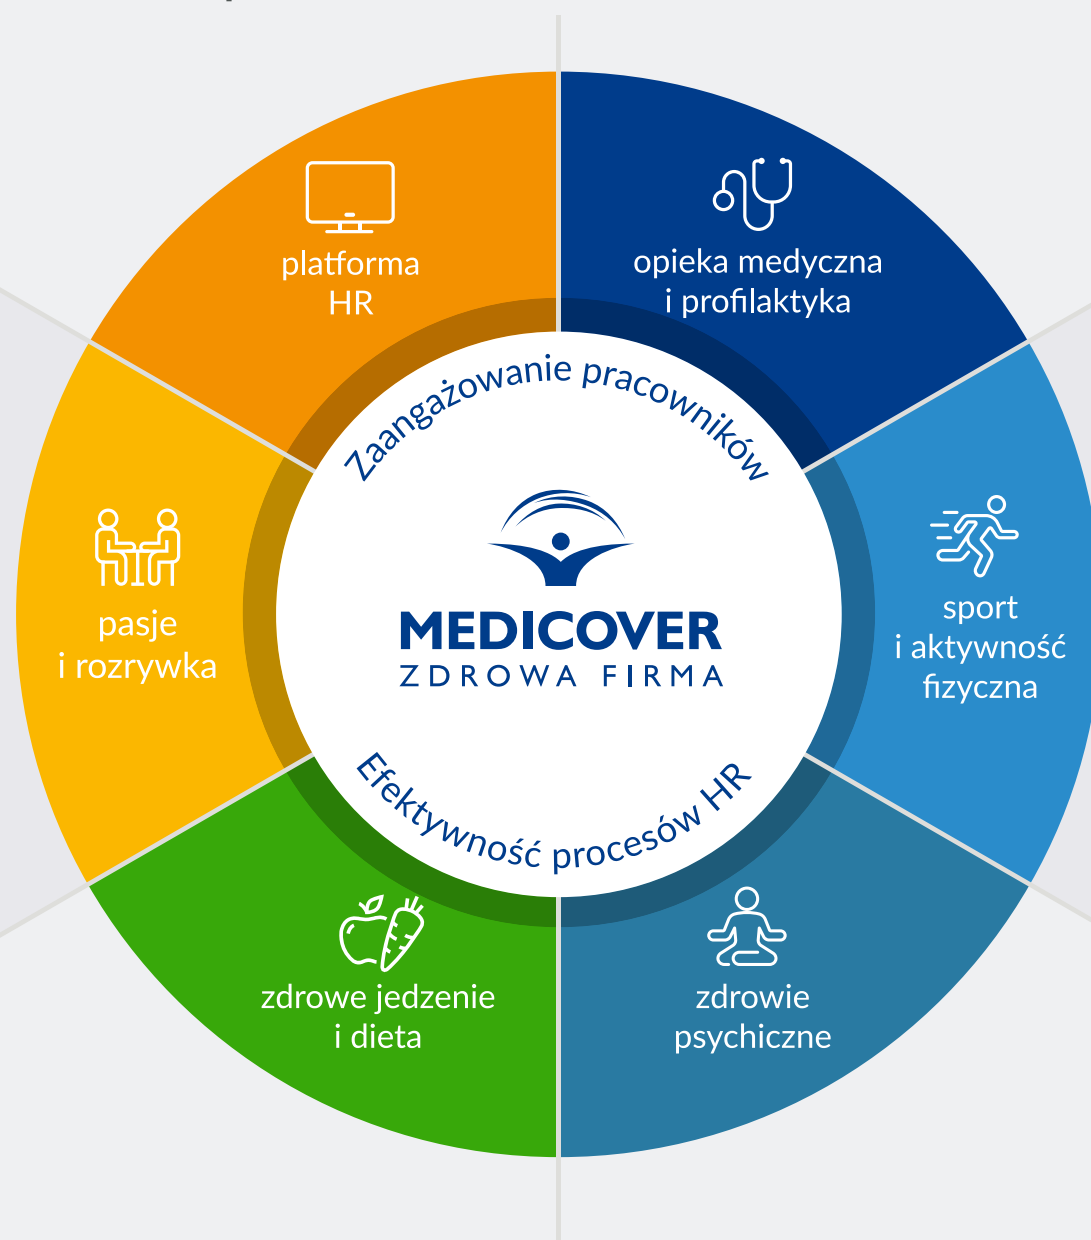 platforma
HR
opieka medyczna
i profilaktyka
Zaangażowanie pracowników
pasje
i rozrywka
MEDICOVER
ZDROWA FIRMA
sport
i aktywność
fizyczna
Efektywność procesów HR
zdrowe jedzenie
i dieta
zdrowie
psychiczne